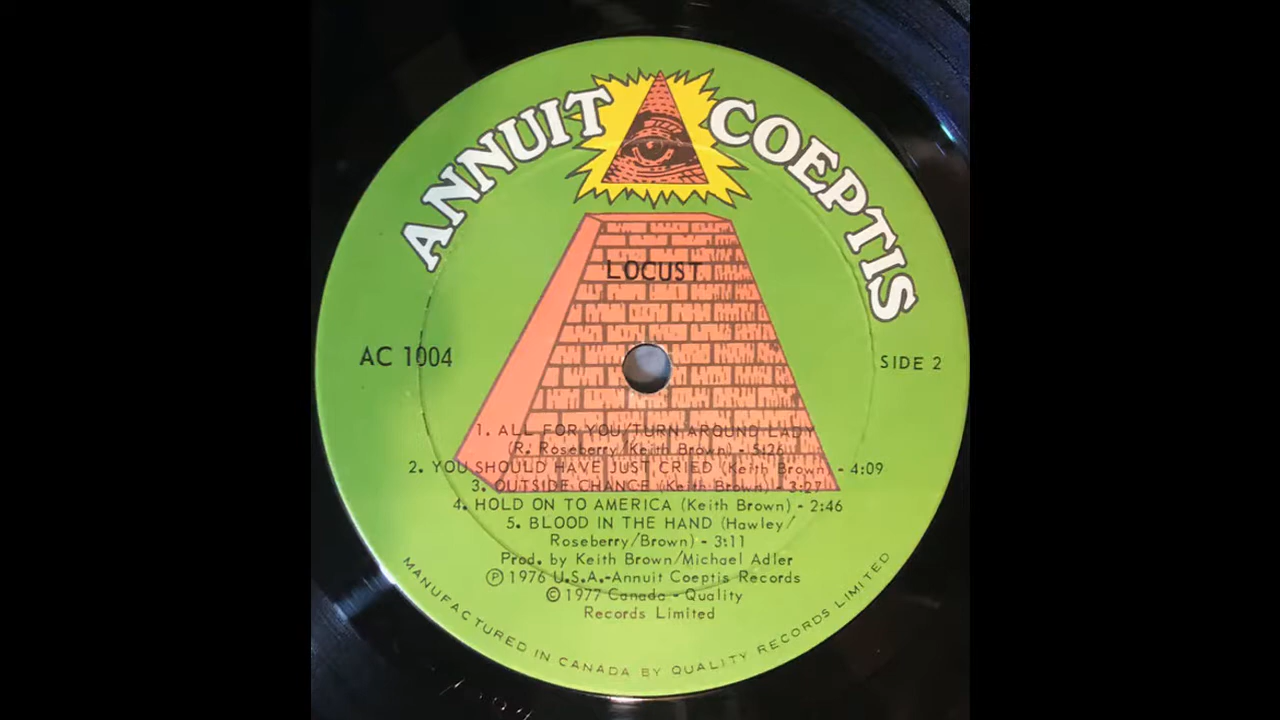 ANNUIT COEPTIS
LOCUST
AC 1004
SIDE 2
1. ALL FOR YOU/TURN AROUND LADY
(R. Roseberry/Keith Brown) - 5:26
2. YOU SHOULD HAVE JUST CRIED (Keith Brown) - 4:09
3. OUTSIDE CHANCE (Keith Brown) - 3:27
4. HOLD ON TO AMERICA (Keith Brown) - 2:46
5. BLOOD IN THE HAND (Hawley/
Roseberry/Brown) - 3:11
Prod. by Keith Brown/Michael Adler
Ⓟ 1976 U.S.A.-Annuit Coeptis Records
© 1977 Canada - Quality
Records Limited
MANUFACTURED IN CANADA BY QUALITY RECORDS LIMITED